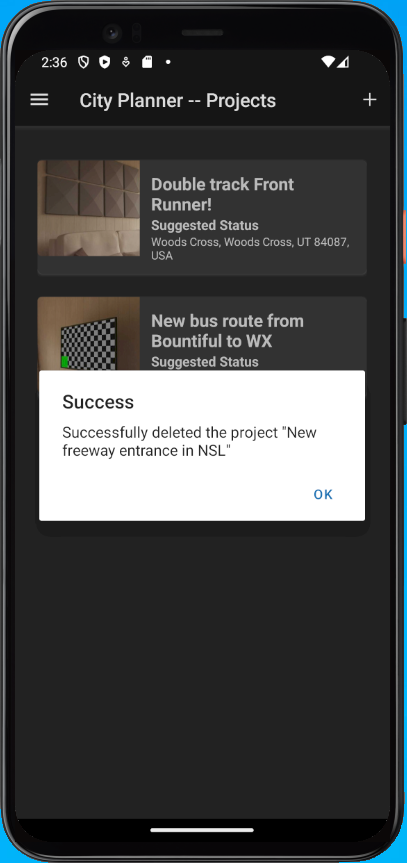 2:36
City Planner -- Projects
Double track Front
Runner!
Suggested Status
Woods Cross, Woods Cross, UT 84087,
USA
New bus route from
Bountiful to WX
Suggested Status
Success
Successfully deleted the project "New
freeway entrance in NSL"
OK